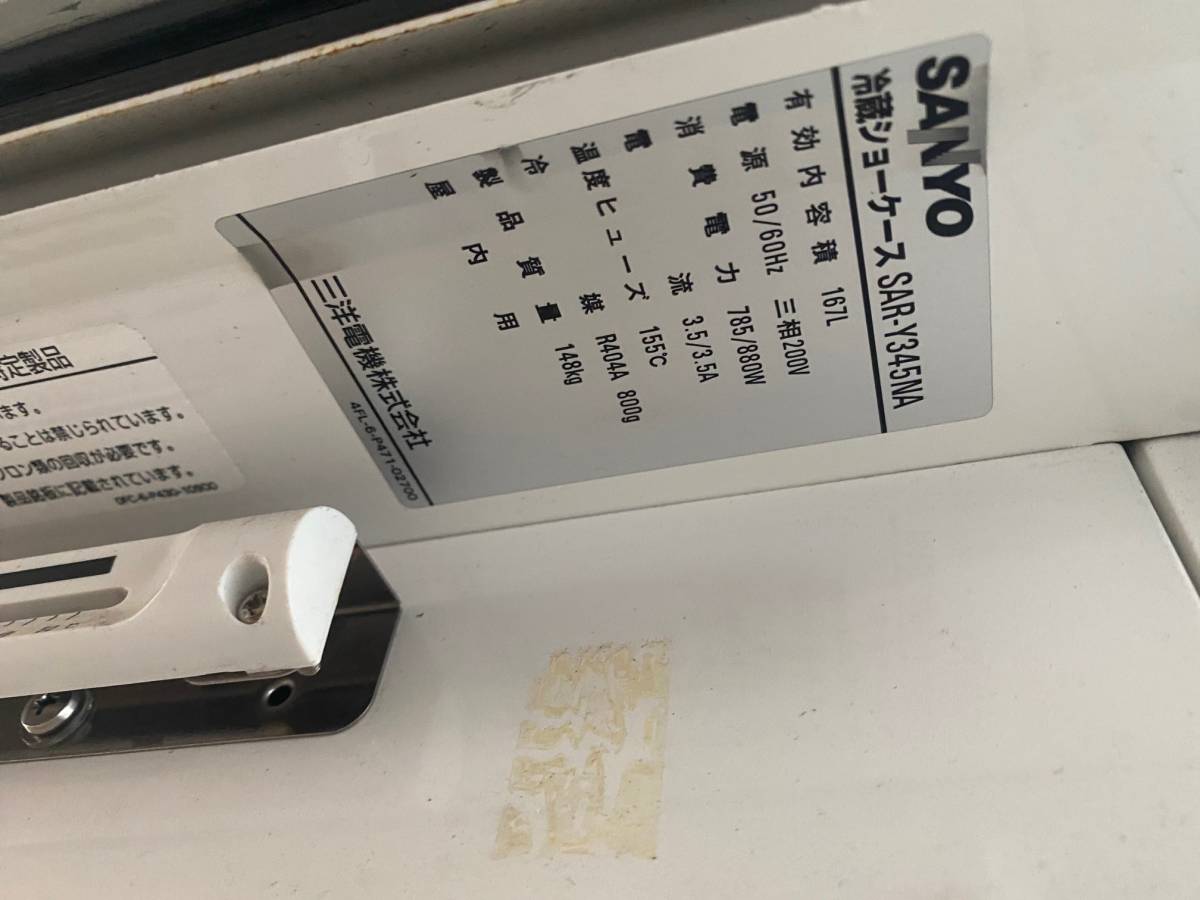 SANYO
冷蔵ショーケース SAR-Y345NA
有効内容積 167L
電源 50/60Hz 三相200V
消費電力 785/880W
電流 3.5/3.5A
温度ヒューズ 155℃
冷媒 R404A 800g
製品質量 148kg
屋内用
三洋電機株式会社
4FL-6-P471-02700
定製品
ます。
ることは禁じられています。
ロン類の回収が必要です。
製品銘板に記載されています。